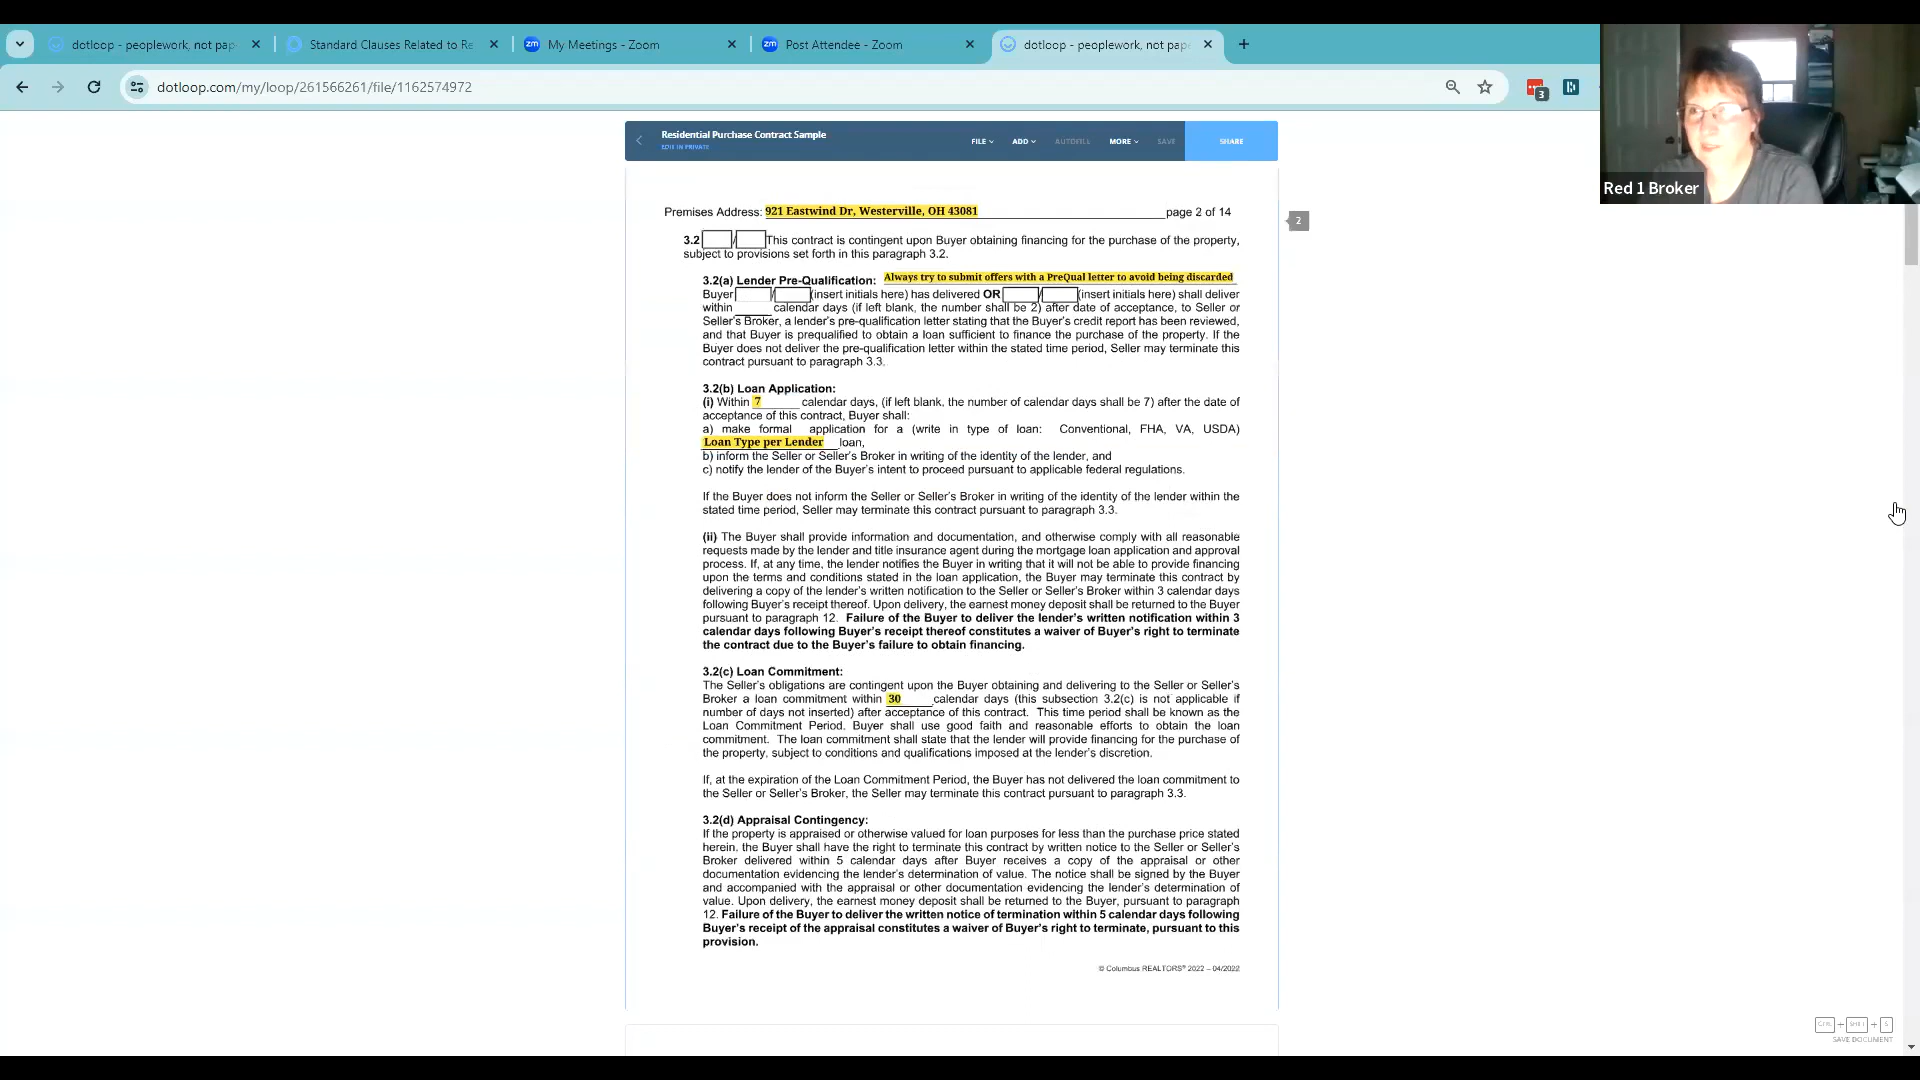 dotloop - peoplework, not pap
Standard Clauses Related to Re
My Meetings - Zoom
Post Attendee - Zoom
dotloop - peoplework, not pape
dotloop.com/my/loop/261566261/file/1162574972
3
Red 1 Broker
Residential Purchase Contract Sample
EDIT IN PRIVATE
FILE
ADD
AUTOFILL
MORE
SAVE
SHARE
2
Premises Address: 921 Eastwind Dr, Westerville, OH 43081 page 2 of 14
3.2 / This contract is contingent upon Buyer obtaining financing for the purchase of the property,
subject to provisions set forth in this paragraph 3.2.
3.2(a) Lender Pre-Qualification: Always try to submit offers with a PreQual letter to avoid being discarded
Buyer / (insert initials here) has delivered OR / (insert initials here) shall deliver
within ______ calendar days (if left blank, the number shall be 2) after date of acceptance, to Seller or
Seller's Broker, a lender's pre-qualification letter stating that the Buyer's credit report has been reviewed,
and that Buyer is prequalified to obtain a loan sufficient to finance the purchase of the property. If the
Buyer does not deliver the pre-qualification letter within the stated time period, Seller may terminate this
contract pursuant to paragraph 3.3.
3.2(b) Loan Application:
(i) Within 7 calendar days, (if left blank, the number of calendar days shall be 7) after the date of
acceptance of this contract, Buyer shall:
a) make formal application for a (write in type of loan: Conventional, FHA, VA, USDA)
Loan Type per Lender loan,
b) inform the Seller or Seller's Broker in writing of the identity of the lender, and
c) notify the lender of the Buyer's intent to proceed pursuant to applicable federal regulations.
If the Buyer does not inform the Seller or Seller's Broker in writing of the identity of the lender within the
stated time period, Seller may terminate this contract pursuant to paragraph 3.3.
(ii) The Buyer shall provide information and documentation, and otherwise comply with all reasonable
requests made by the lender and title insurance agent during the mortgage loan application and approval
process. If, at any time, the lender notifies the Buyer in writing that it will not be able to provide financing
upon the terms and conditions stated in the loan application, the Buyer may terminate this contract by
delivering a copy of the lender's written notification to the Seller or Seller's Broker within 3 calendar days
following Buyer's receipt thereof. Upon delivery, the earnest money deposit shall be returned to the Buyer
pursuant to paragraph 12. Failure of the Buyer to deliver the lender's written notification within 3
calendar days following Buyer's receipt thereof constitutes a waiver of Buyer's right to terminate
the contract due to the Buyer's failure to obtain financing.
3.2(c) Loan Commitment:
The Seller's obligations are contingent upon the Buyer obtaining and delivering to the Seller or Seller's
Broker a loan commitment within 30 calendar days (this subsection 3.2(c) is not applicable if
number of days not inserted) after acceptance of this contract. This time period shall be known as the
Loan Commitment Period. Buyer shall use good faith and reasonable efforts to obtain the loan
commitment. The loan commitment shall state that the lender will provide financing for the purchase of
the property, subject to conditions and qualifications imposed at the lender's discretion.
If, at the expiration of the Loan Commitment Period, the Buyer has not delivered the loan commitment to
the Seller or Seller's Broker, the Seller may terminate this contract pursuant to paragraph 3.3.
3.2(d) Appraisal Contingency:
If the property is appraised or otherwise valued for loan purposes for less than the purchase price stated
herein, the Buyer shall have the right to terminate this contract by written notice to the Seller or Seller's
Broker delivered within 5 calendar days after Buyer receives a copy of the appraisal or other
documentation evidencing the lender's determination of value. The notice shall be signed by the Buyer
and accompanied with the appraisal or other documentation evidencing the lender's determination of
value. Upon delivery, the earnest money deposit shall be returned to the Buyer, pursuant to paragraph
12. Failure of the Buyer to deliver the written notice of termination within 5 calendar days following
Buyer's receipt of the appraisal constitutes a waiver of Buyer's right to terminate, pursuant to this
provision.
© Columbus REALTORS® 2022 – 04/2022
CTRL + SHIFT + S
SAVE DOCUMENT